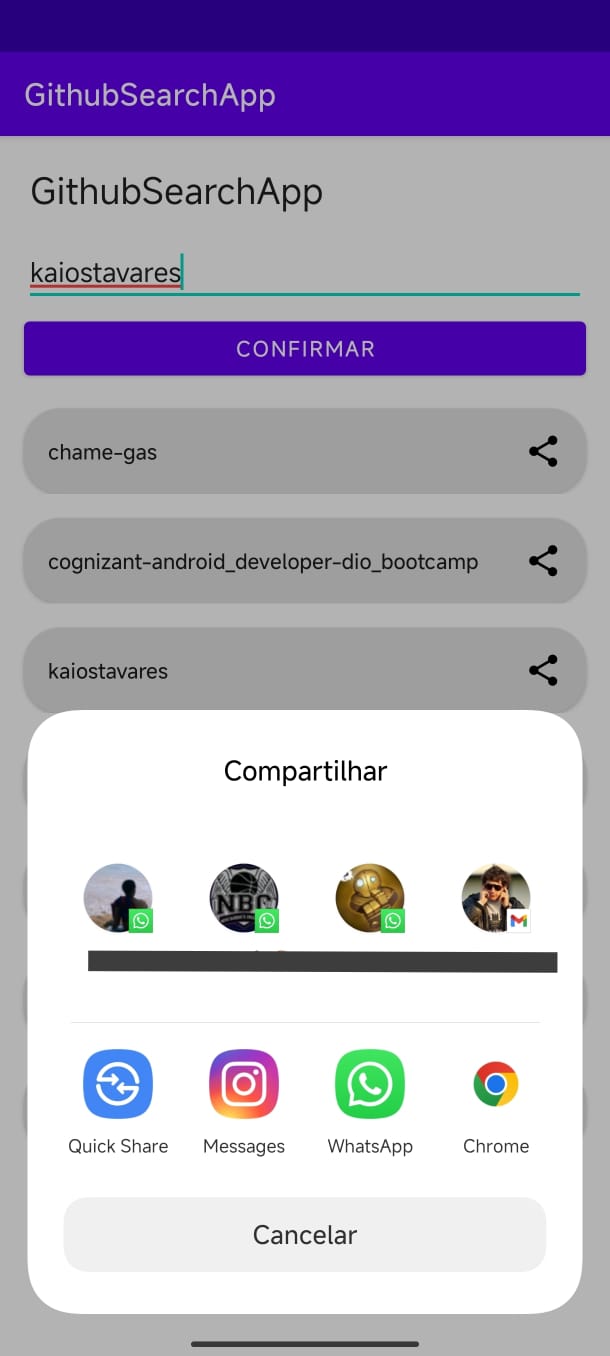 GithubSearchApp
GithubSearchApp
kaiostavares
CONFIRMAR
chame-gas
cognizant-android_developer-dio_bootcamp
kaiostavares
Compartilhar
NBC
Quick Share
Messages
WhatsApp
Chrome
Cancelar